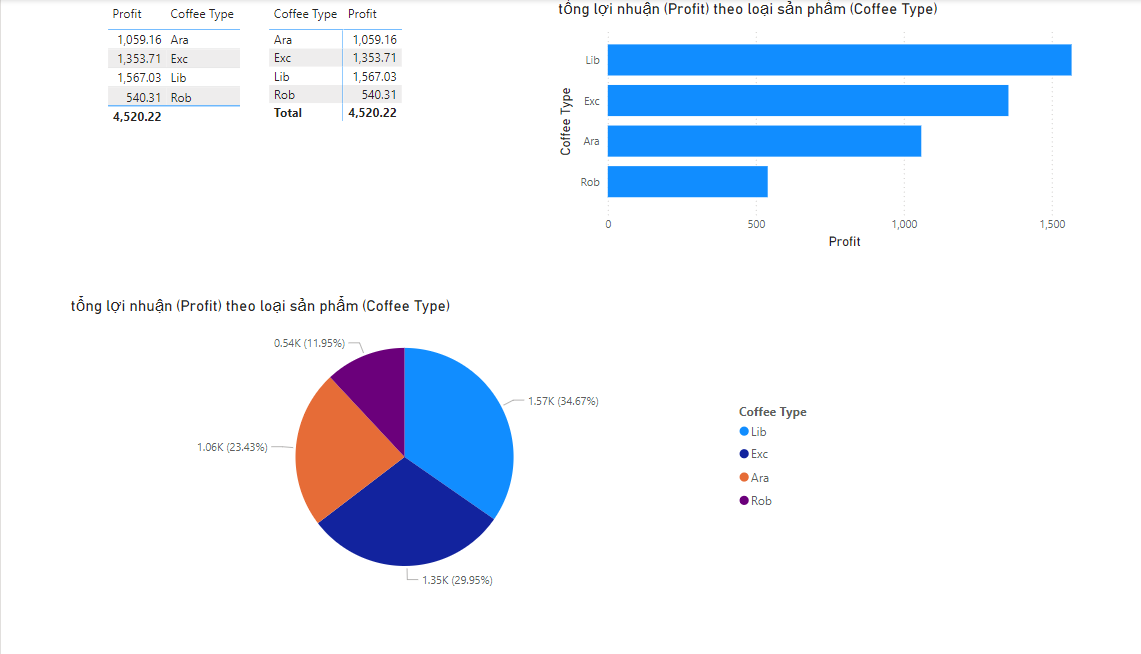 Profit Coffee Type
1,059.16 Ara
1,353.71 Exc
1,567.03 Lib
540.31 Rob
4,520.22
Coffee Type Profit
Ara 1,059.16
Exc 1,353.71
Lib 1,567.03
Rob 540.31
Total 4,520.22
tổng lợi nhuận (Profit) theo loại sản phẩm (Coffee Type)
Coffee Type
Lib
Exc
Ara
Rob
0 500 1,000 1,500
Profit
tổng lợi nhuận (Profit) theo loại sản phẩm (Coffee Type)
0.54K (11.95%)
1.57K (34.67%)
1.06K (23.43%)
1.35K (29.95%)
Coffee Type
Lib
Exc
Ara
Rob